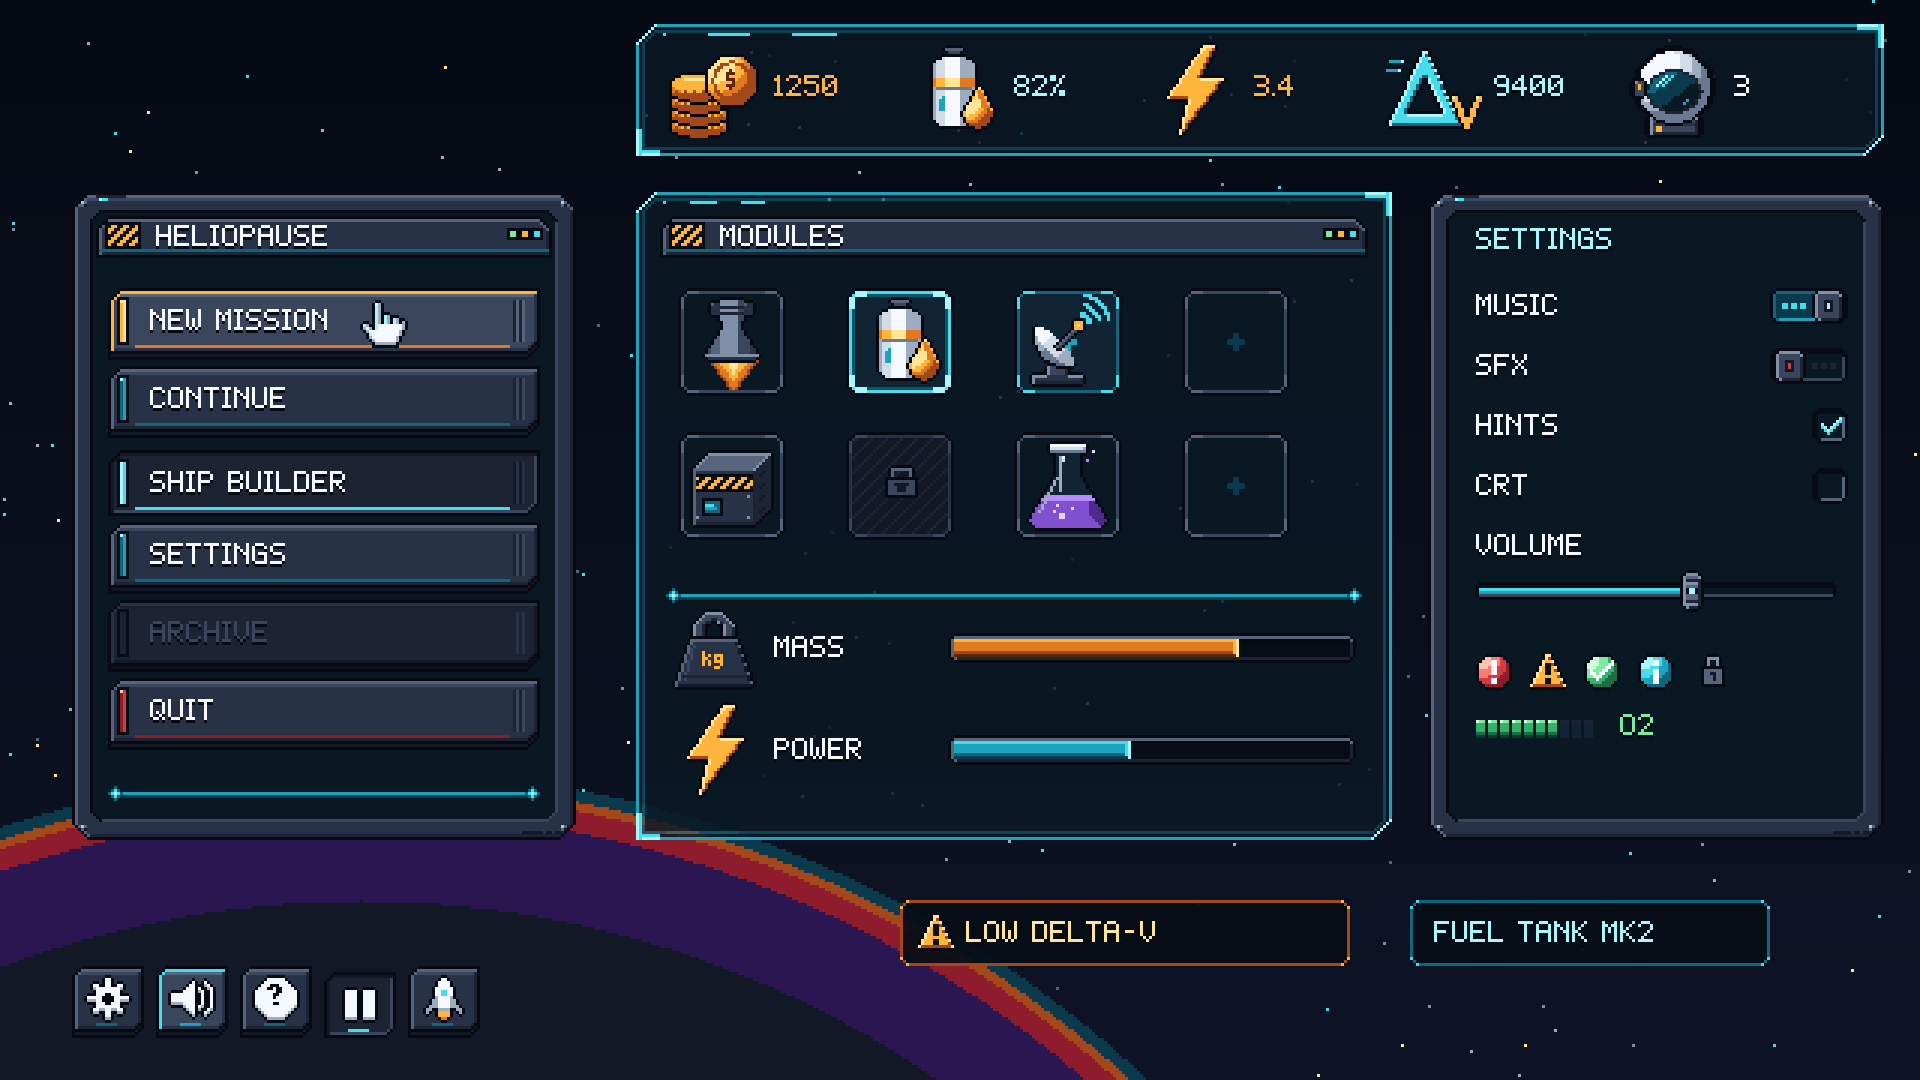 1250
82%
3.4
V
9400
3
HELIOPAUSE
NEW MISSION
CONTINUE
SHIP BUILDER
SETTINGS
ARCHIVE
QUIT
MODULES
kg
MASS
POWER
SETTINGS
MUSIC
SFX
HINTS
CRT
VOLUME
O2
LOW DELTA-V
FUEL TANK MK2